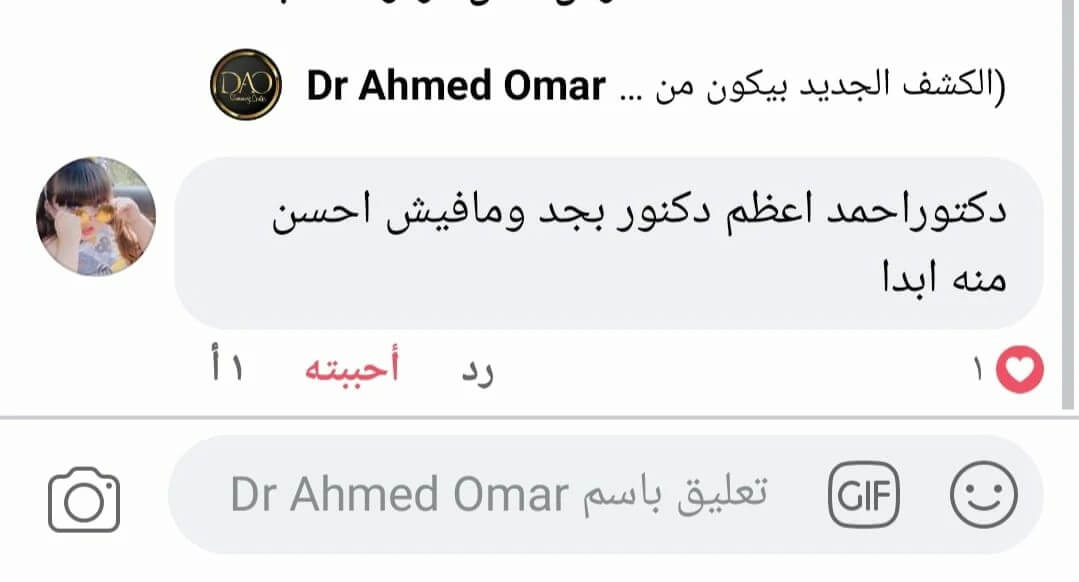 Dr Ahmed Omar ... الكشف الجديد بيكون من)
DAO
دكتوراحمد اعظم دكنور بجد ومافيش احسن
منه ابدا
١ أ أحببته رد ١
تعليق باسم Dr Ahmed Omar GIF